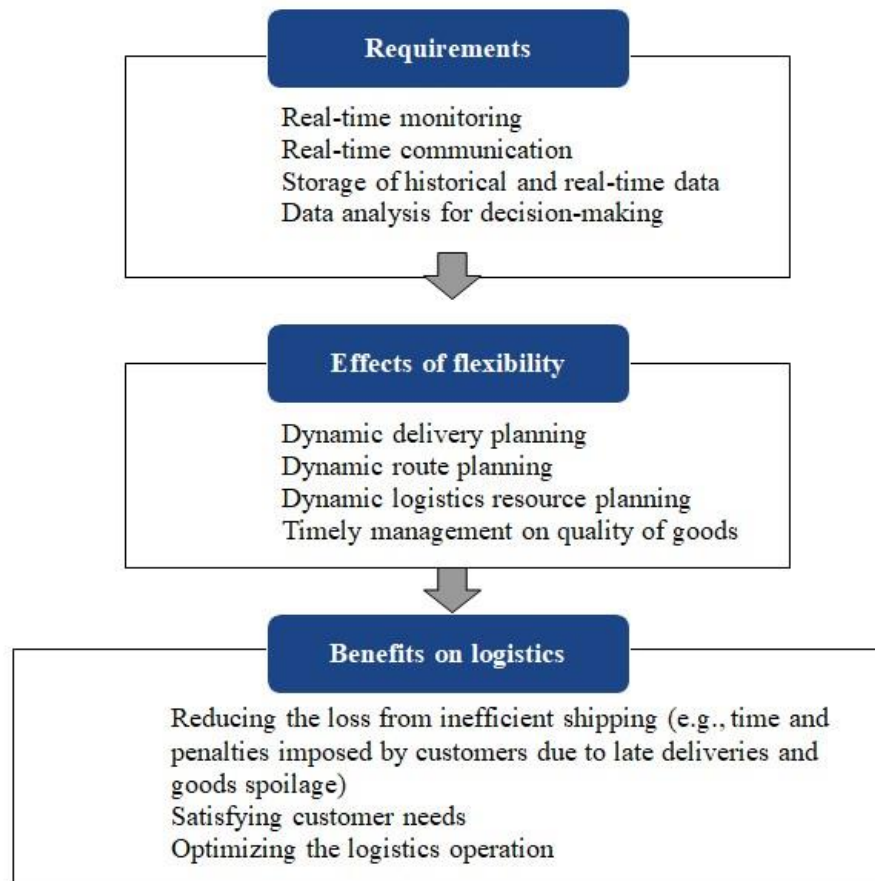 Requirements
Real-time monitoring
Real-time communication
Storage of historical and real-time data
Data analysis for decision-making
Effects of flexibility
Dynamic delivery planning
Dynamic route planning
Dynamic logistics resource planning
Timely management on quality of goods
Benefits on logistics
Reducing the loss from inefficient shipping (e.g., time and
penalties imposed by customers due to late deliveries and
goods spoilage)
Satisfying customer needs
Optimizing the logistics operation